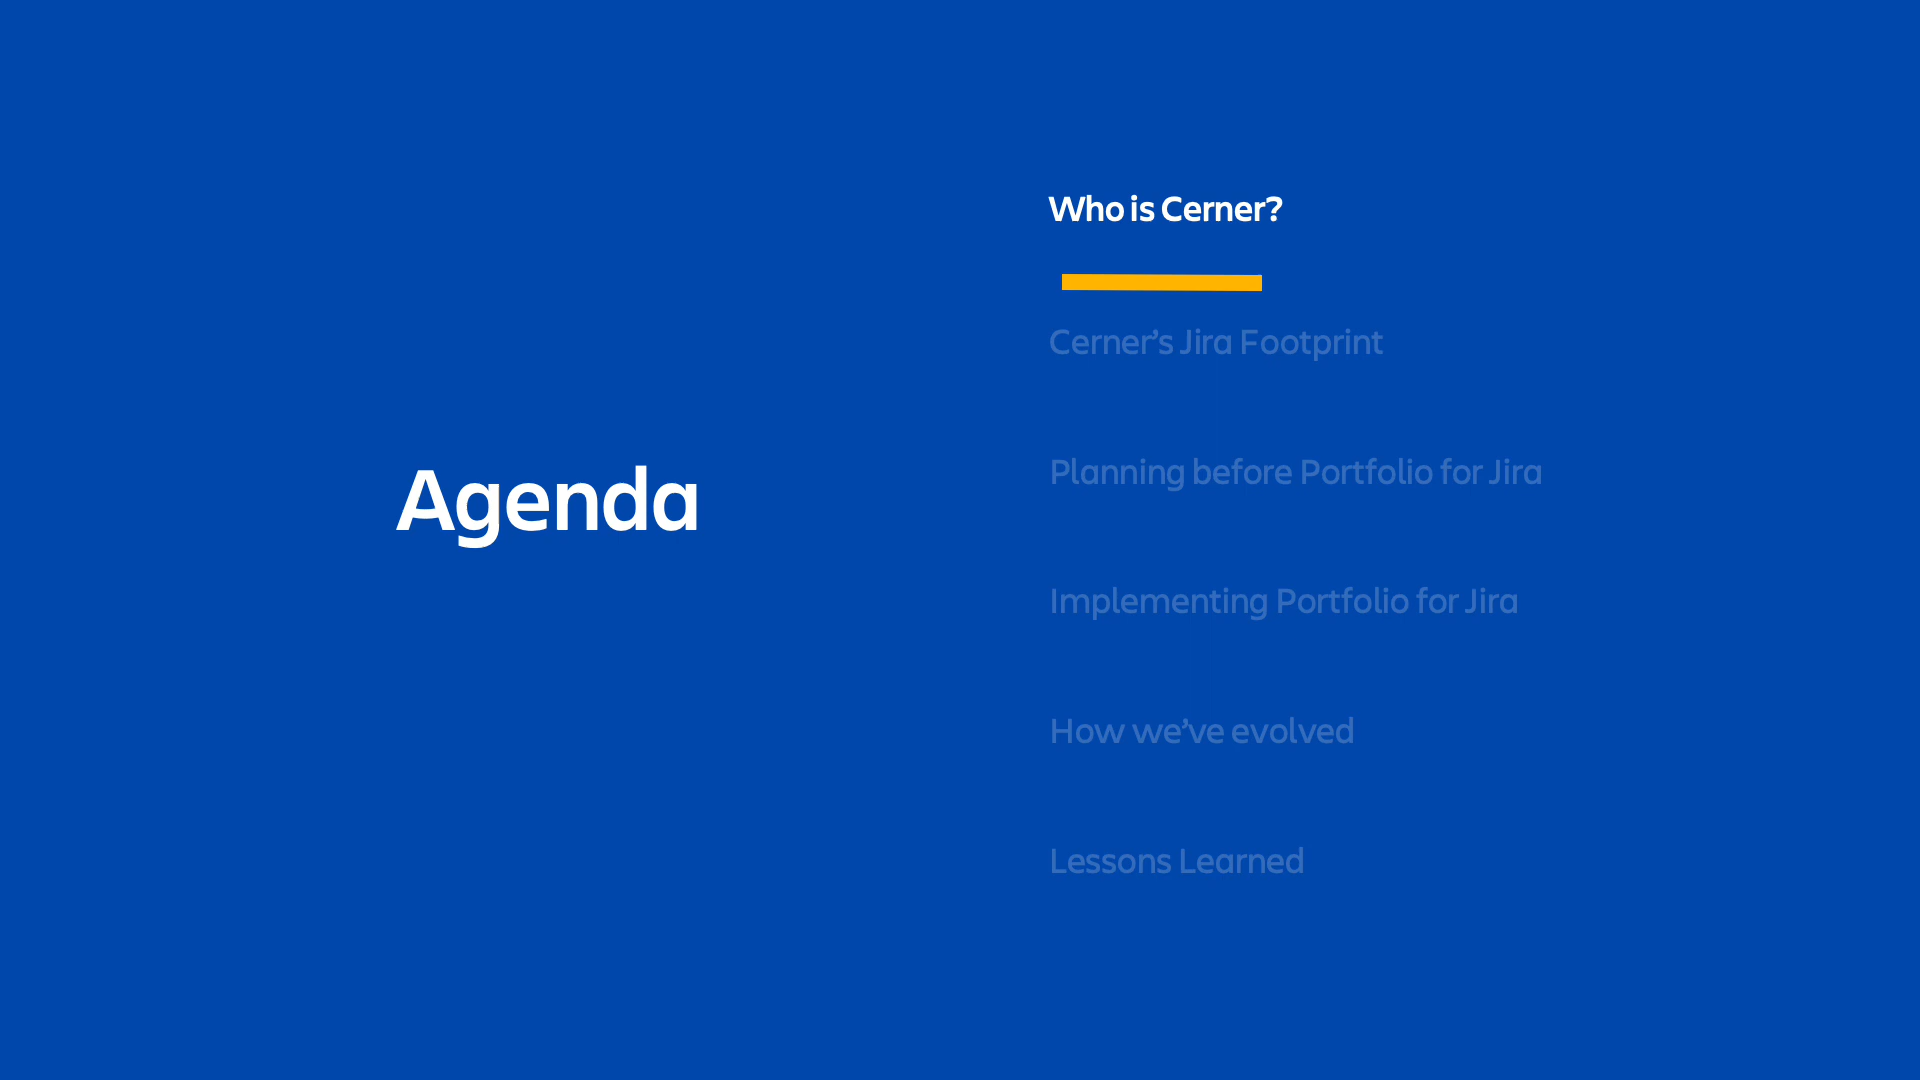 Agenda
Who is Cerner?
Cerner’s Jira Footprint
Planning before Portfolio for Jira
Implementing Portfolio for Jira
How we’ve evolved
Lessons Learned